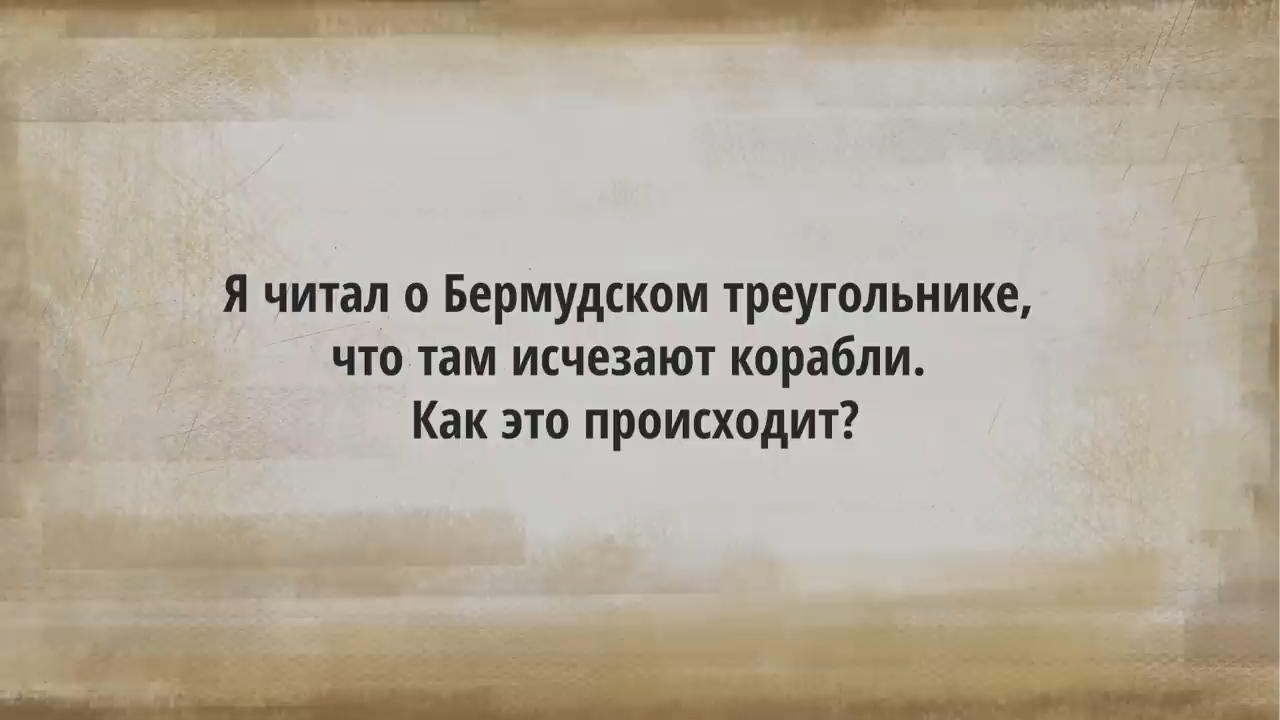 Я читал о Бермудском треугольнике,
что там исчезают корабли.
Как это происходит?